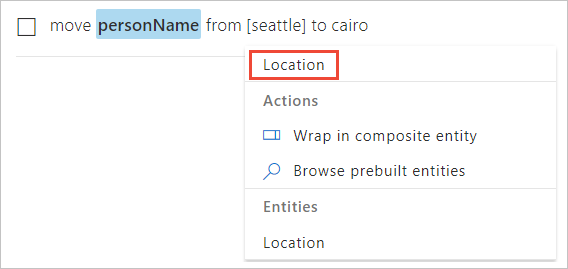 move personName from [seattle] to cairo
Location
Actions
Wrap in composite entity
Browse prebuilt entities
Entities
Location